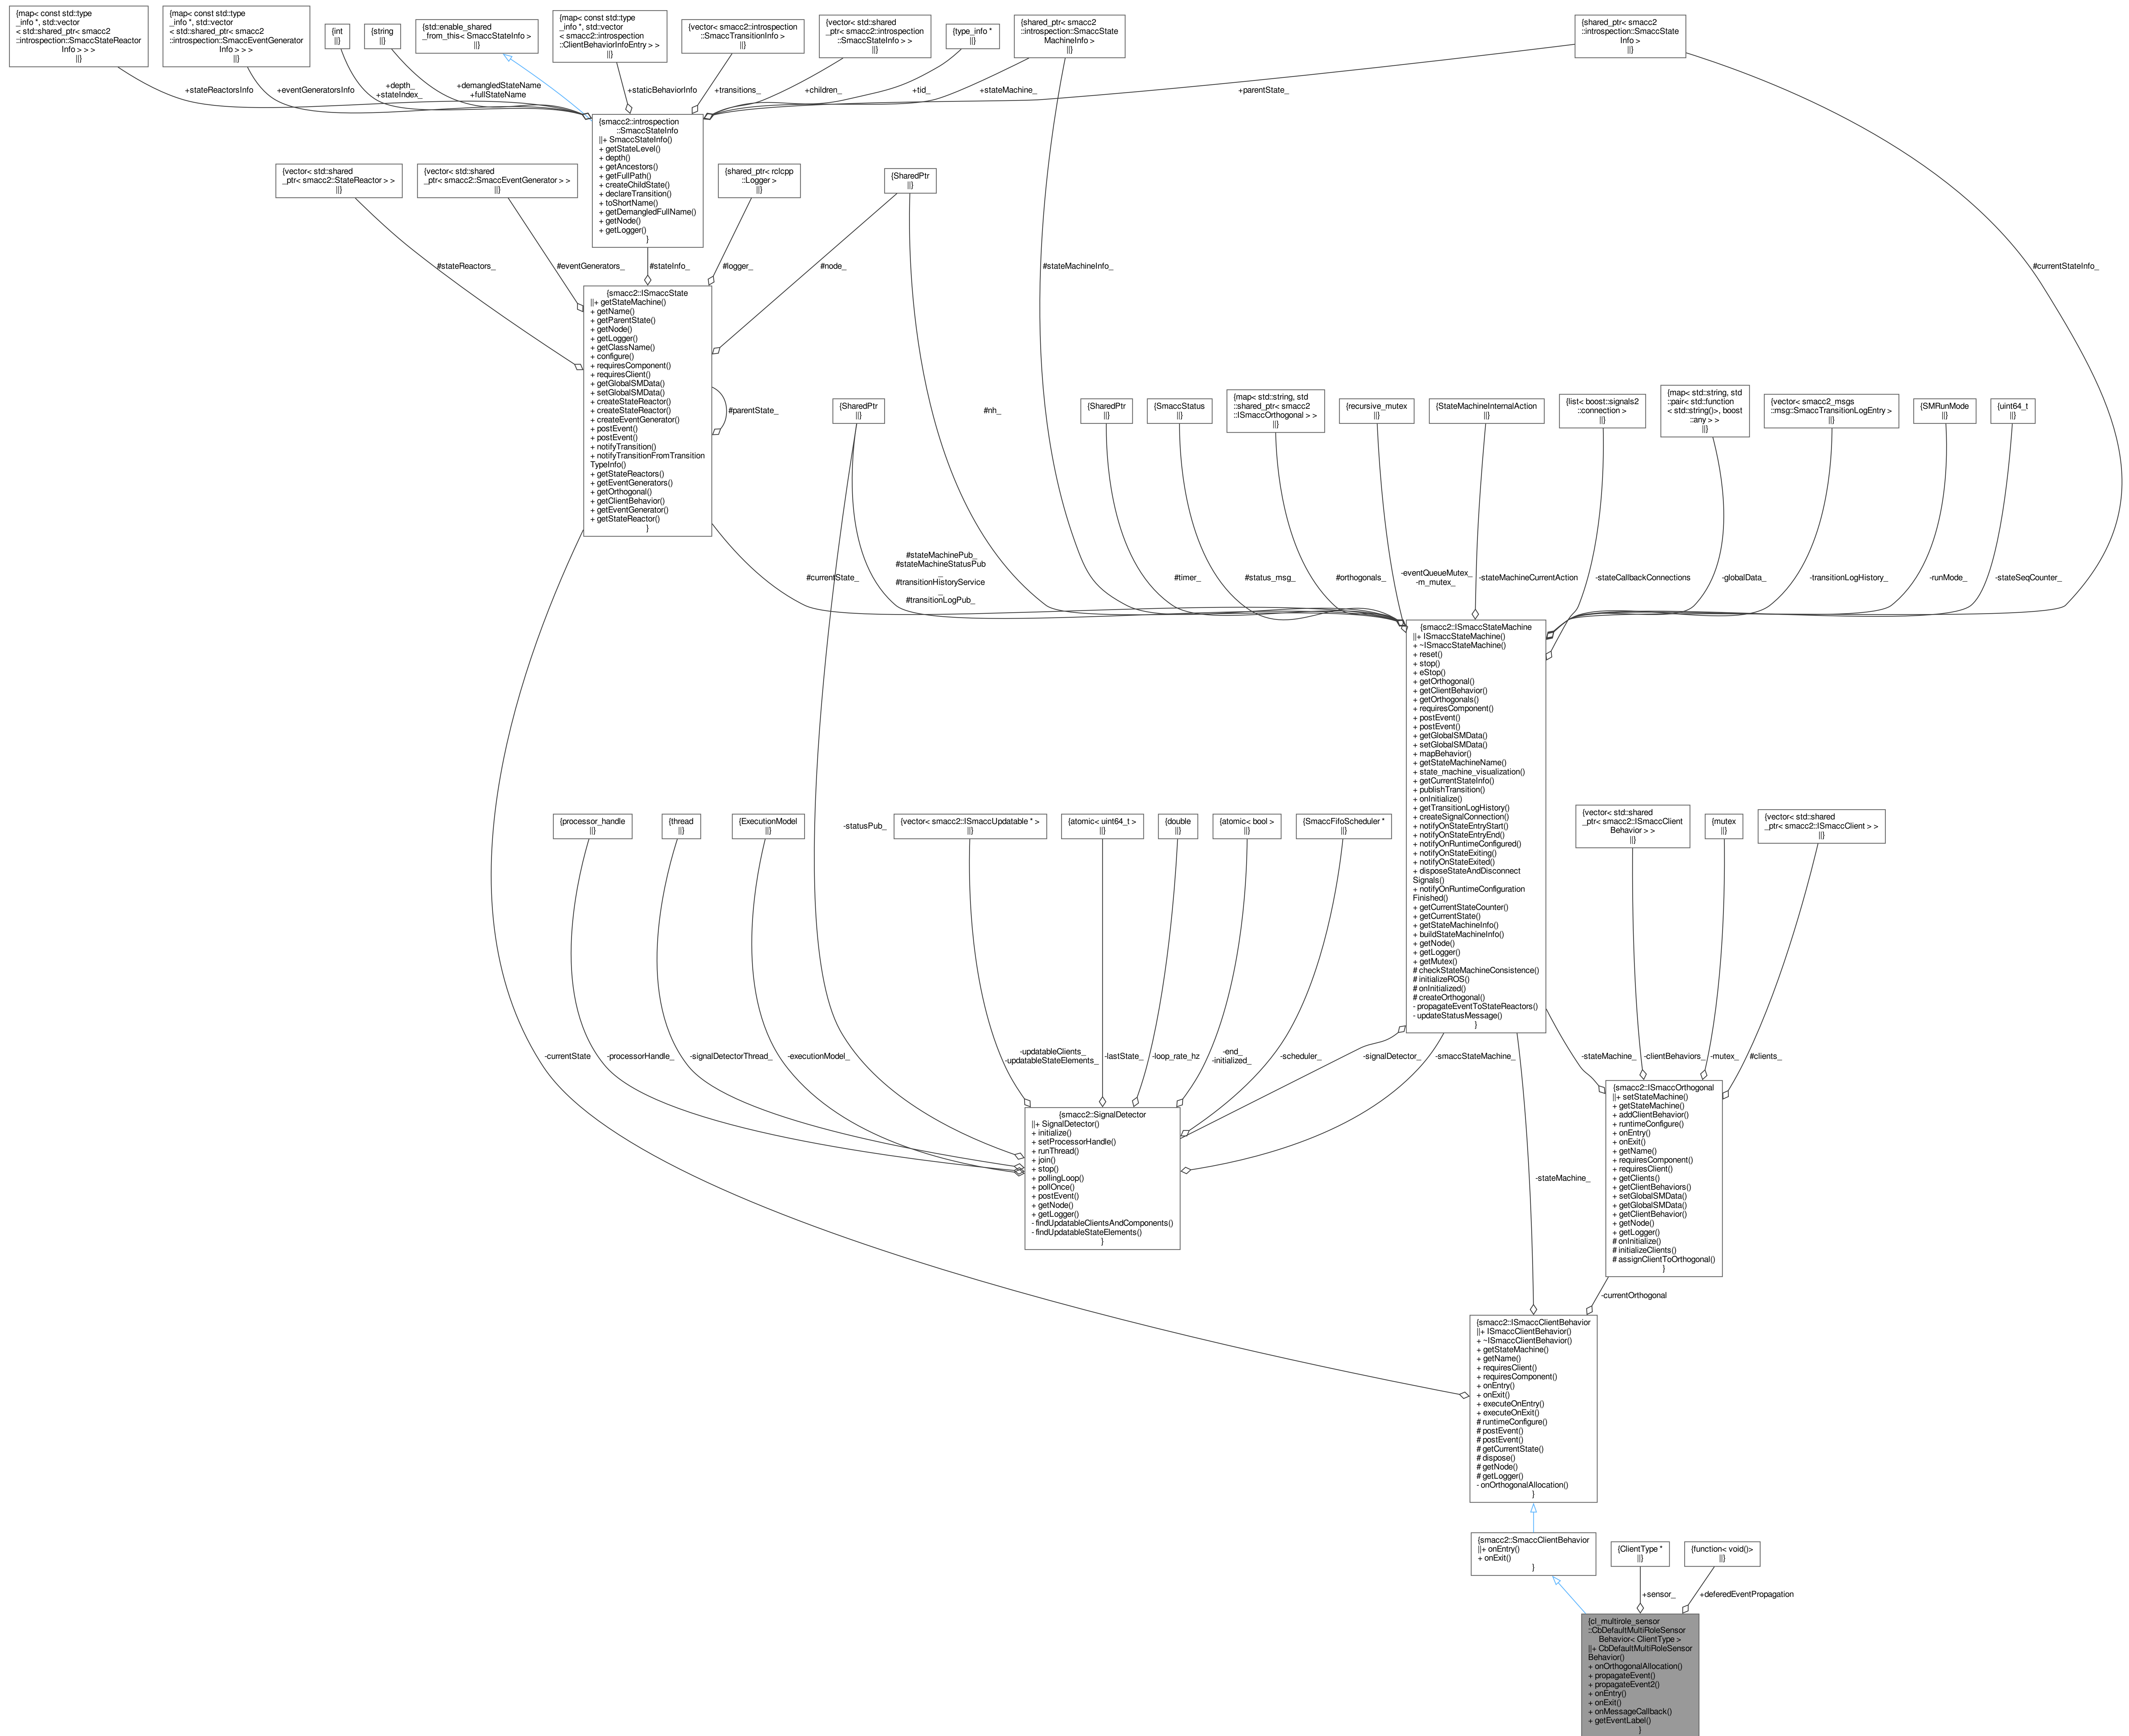 {map< const std::type
_info *, std::vector
< std::shared_ptr< smacc2
::introspection::SmaccStateReactor
Info > > >
||}
{map< const std::type
_info *, std::vector
< std::shared_ptr< smacc2
::introspection::SmaccEventGenerator
Info > > >
||}
{int
||}
{string
||}
{std::enable_shared
_from_this< SmaccStateInfo >
||}
{map< const std::type
_info *, std::vector
< smacc2::introspection
::ClientBehaviorInfoEntry > >
||}
{vector< smacc2::introspection
::SmaccTransitionInfo >
||}
{vector< std::shared
_ptr< smacc2::introspection
::SmaccStateInfo > >
||}
{type_info *
||}
{shared_ptr< smacc2
::introspection::SmaccState
MachineInfo >
||}
{shared_ptr< smacc2
::introspection::SmaccState
Info >
||}
+stateReactorsInfo
+eventGeneratorsInfo
+depth_
+stateIndex_
+demangledStateName
+fullStateName
+staticBehaviorInfo
+transitions_
+children_
+tid_
+stateMachine_
+parentState_
{smacc2::introspection
::SmaccStateInfo
||+ SmaccStateInfo()
+ getStateLevel()
+ depth()
+ getAncestors()
+ getFullPath()
+ createChildState()
+ declareTransition()
+ toShortName()
+ getDemangledFullName()
+ getNode()
+ getLogger()
}
{vector< std::shared
_ptr< smacc2::StateReactor > >
||}
{vector< std::shared
_ptr< smacc2::SmaccEventGenerator > >
||}
{shared_ptr< rclcpp
::Logger >
||}
{SharedPtr
||}
#stateReactors_
#eventGenerators_
#stateInfo_
#logger_
#node_
#stateMachineInfo_
#currentStateInfo_
{smacc2::ISmaccState
||+ getStateMachine()
+ getName()
+ getParentState()
+ getNode()
+ getLogger()
+ getClassName()
+ configure()
+ requiresComponent()
+ requiresClient()
+ getGlobalSMData()
+ setGlobalSMData()
+ createStateReactor()
+ createStateReactor()
+ createEventGenerator()
+ postEvent()
+ postEvent()
+ notifyTransition()
+ notifyTransitionFromTransition
TypeInfo()
+ getStateReactors()
+ getEventGenerators()
+ getOrthogonal()
+ getClientBehavior()
+ getEventGenerator()
+ getStateReactor()
}
#parentState_
{SharedPtr
||}
#nh_
{SharedPtr
||}
{SmaccStatus
||}
{map< std::string, std
::shared_ptr< smacc2
::ISmaccOrthogonal > >
||}
{recursive_mutex
||}
{StateMachineInternalAction
||}
{list< boost::signals2
::connection >
||}
{map< std::string, std
::pair< std::function
< std::string()>, boost
::any > >
||}
{vector< smacc2_msgs
::msg::SmaccTransitionLogEntry >
||}
{SMRunMode
||}
{uint64_t
||}
#currentState_
#stateMachinePub_
#stateMachineStatusPub
_
#transitionHistoryService
_
#transitionLogPub_
#timer_
#status_msg_
#orthogonals_
-eventQueueMutex_
-m_mutex_
-stateMachineCurrentAction
-stateCallbackConnections
-globalData_
-transitionLogHistory_
-runMode_
-stateSeqCounter_
{smacc2::ISmaccStateMachine
||+ ISmaccStateMachine()
+ ~ISmaccStateMachine()
+ reset()
+ stop()
+ eStop()
+ getOrthogonal()
+ getClientBehavior()
+ getOrthogonals()
+ requiresComponent()
+ postEvent()
+ postEvent()
+ getGlobalSMData()
+ setGlobalSMData()
+ mapBehavior()
+ getStateMachineName()
+ state_machine_visualization()
+ getCurrentStateInfo()
+ publishTransition()
+ onInitialize()
+ getTransitionLogHistory()
+ createSignalConnection()
+ notifyOnStateEntryStart()
+ notifyOnStateEntryEnd()
+ notifyOnRuntimeConfigured()
+ notifyOnStateExiting()
+ notifyOnStateExited()
+ disposeStateAndDisconnect
Signals()
+ notifyOnRuntimeConfiguration
Finished()
+ getCurrentStateCounter()
+ getCurrentState()
+ getStateMachineInfo()
+ buildStateMachineInfo()
+ getNode()
+ getLogger()
+ getMutex()
# checkStateMachineConsistence()
# initializeROS()
# onInitialized()
# createOrthogonal()
- propagateEventToStateReactors()
- updateStatusMessage()
}
{processor_handle
||}
{thread
||}
{ExecutionModel
||}
-statusPub_
{vector< smacc2::ISmaccUpdatable * >
||}
{atomic< uint64_t >
||}
{double
||}
{atomic< bool >
||}
{SmaccFifoScheduler *
||}
{vector< std::shared
_ptr< smacc2::ISmaccClient
Behavior > >
||}
{mutex
||}
{vector< std::shared
_ptr< smacc2::ISmaccClient > >
||}
-currentState
-processorHandle_
-signalDetectorThread_
-executionModel_
-updatableClients_
-updatableStateElements_
-lastState_
-loop_rate_hz
-end_
-initialized_
-scheduler_
-signalDetector_
-smaccStateMachine_
-stateMachine_
-clientBehaviors_
-mutex_
#clients_
{smacc2::SignalDetector
||+ SignalDetector()
+ initialize()
+ setProcessorHandle()
+ runThread()
+ join()
+ stop()
+ pollingLoop()
+ pollOnce()
+ postEvent()
+ getNode()
+ getLogger()
- findUpdatableClientsAndComponents()
- findUpdatableStateElements()
}
-stateMachine_
{smacc2::ISmaccOrthogonal
||+ setStateMachine()
+ getStateMachine()
+ addClientBehavior()
+ runtimeConfigure()
+ onEntry()
+ onExit()
+ getName()
+ requiresComponent()
+ requiresClient()
+ getClients()
+ getClientBehaviors()
+ setGlobalSMData()
+ getGlobalSMData()
+ getClientBehavior()
+ getNode()
+ getLogger()
# onInitialize()
# initializeClients()
# assignClientToOrthogonal()
}
-currentOrthogonal
{smacc2::ISmaccClientBehavior
||+ ISmaccClientBehavior()
+ ~ISmaccClientBehavior()
+ getStateMachine()
+ getName()
+ requiresClient()
+ requiresComponent()
+ onEntry()
+ onExit()
+ executeOnEntry()
+ executeOnExit()
# runtimeConfigure()
# postEvent()
# postEvent()
# getCurrentState()
# dispose()
# getNode()
# getLogger()
- onOrthogonalAllocation()
}
{smacc2::SmaccClientBehavior
||+ onEntry()
+ onExit()
}
{ClientType *
||}
{function< void()>
||}
+sensor_
+deferedEventPropagation
{cl_multirole_sensor
::CbDefaultMultiRoleSensor
Behavior< ClientType >
||+ CbDefaultMultiRoleSensor
Behavior()
+ onOrthogonalAllocation()
+ propagateEvent()
+ propagateEvent2()
+ onEntry()
+ onExit()
+ onMessageCallback()
+ getEventLabel()
}